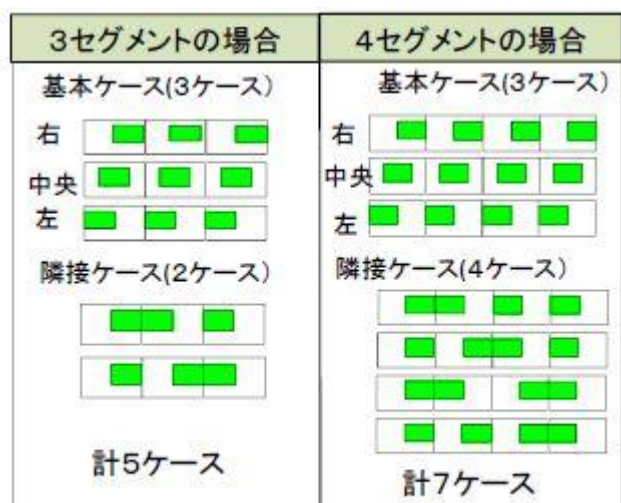 3セグメントの場合
基本ケース(3ケース)
右
中央
左
隣接ケース(2ケース)
計5ケース
4セグメントの場合
基本ケース(3ケース)
右
中央
左
隣接ケース(4ケース)
計7ケース